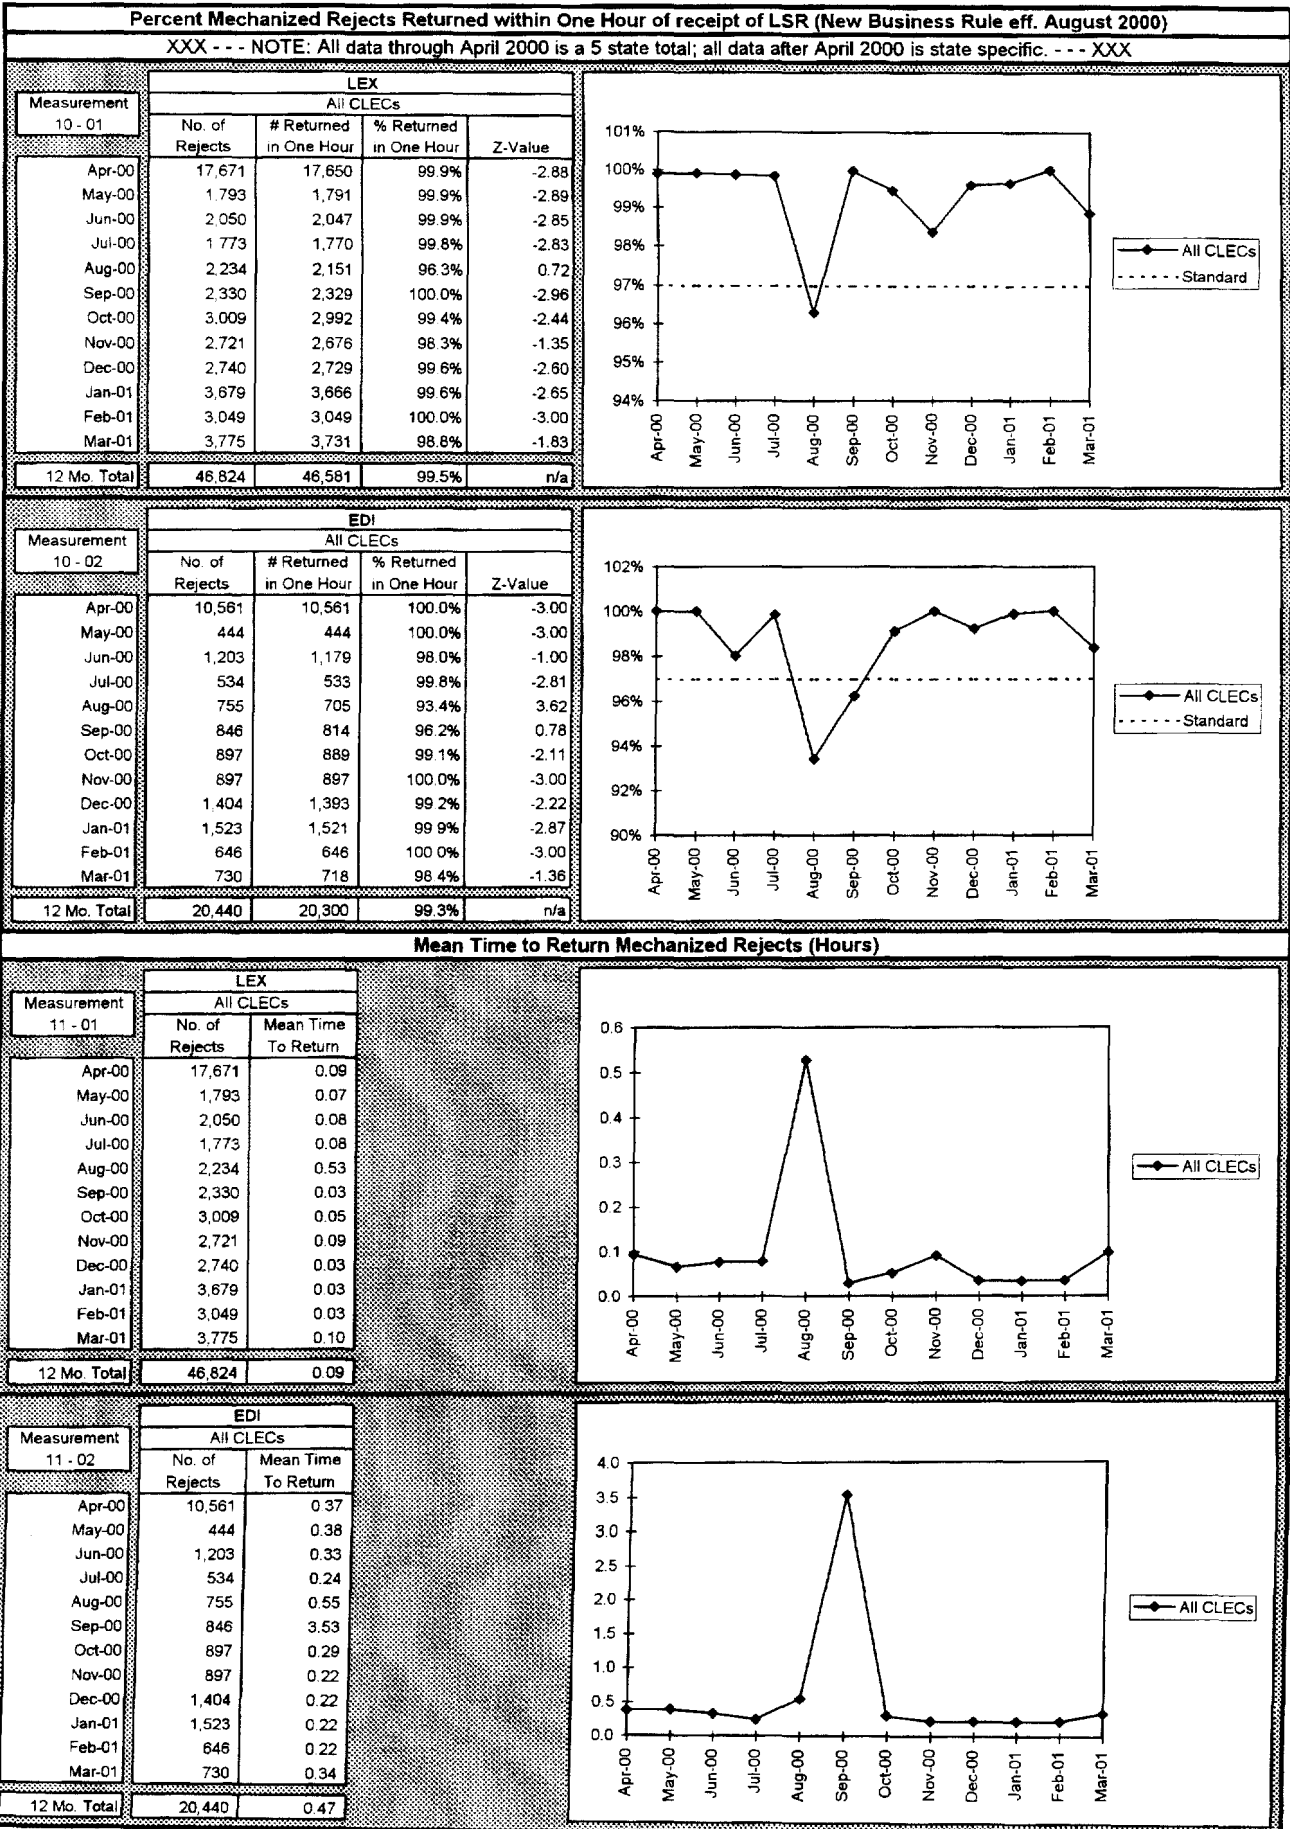 Percent Mechanized Rejects Returned within One Hour of receipt of LSR (New Business Rule eff. August 2000)
XXX - - - NOTE: All data through April 2000 is a 5 state total; all data after April 2000 is state specific. - - - XXX
LEX
Measurement All CLECs
10 - 01 No. of # Returned % Returned
Rejects in One Hour in One Hour Z-Value
Apr-00 17,671 17,650 99.9% -2.88
May-00 1,793 1,791 99.9% -2.89
Jun-00 2,050 2,047 99.9% -2.85
Jul-00 1 773 1,770 99.8% -2.83
Aug-00 2,234 2,151 96.3% 0.72
Sep-00 2,330 2,329 100.0% -2.96
Oct-00 3,009 2,992 99 4% -2.44
Nov-00 2,721 2,676 98.3% -1.35
Dec-00 2,740 2,729 99.6% -2.60
Jan-01 3,679 3,666 99.6% -2.65
Feb-01 3,049 3,049 100.0% -3.00
Mar-01 3,775 3,731 98.8% -1.83
12 Mo. Total 46,824 46,581 99.5% n/a
101%
100%
99%
98%
97%
96%
95%
94%
Apr-00 May-00 Jun-00 Jul-00 Aug-00 Sep-00 Oct-00 Nov-00 Dec-00 Jan-01 Feb-01 Mar-01
All CLECs
Standard
EDI
Measurement All CLECs
10 - 02 No. of # Returned % Returned
Rejects in One Hour in One Hour Z-Value
Apr-00 10,561 10,561 100.0% -3.00
May-00 444 444 100.0% -3.00
Jun-00 1,203 1,179 98.0% -1.00
Jul-00 534 533 99.8% -2.81
Aug-00 755 705 93.4% 3.62
Sep-00 846 814 96.2% 0.78
Oct-00 897 889 99.1% -2.11
Nov-00 897 897 100.0% -3.00
Dec-00 1,404 1,393 99 2% -2.22
Jan-01 1,523 1,521 99 9% -2.87
Feb-01 646 646 100 0% -3.00
Mar-01 730 718 98 4% -1.36
12 Mo. Total 20,440 20,300 99.3% n/a
102%
100%
98%
96%
94%
92%
90%
Apr-00 May-00 Jun-00 Jul-00 Aug-00 Sep-00 Oct-00 Nov-00 Dec-00 Jan-01 Feb-01 Mar-01
All CLECs
Standard
Mean Time to Return Mechanized Rejects (Hours)
LEX
Measurement All CLECs
11 - 01 No. of Mean Time
Rejects To Return
Apr-00 17,671 0.09
May-00 1,793 0.07
Jun-00 2,050 0.08
Jul-00 1,773 0.08
Aug-00 2,234 0.53
Sep-00 2,330 0.03
Oct-00 3,009 0.05
Nov-00 2,721 0.09
Dec-00 2,740 0.03
Jan-01 3,679 0.03
Feb-01 3,049 0.03
Mar-01 3,775 0.10
12 Mo. Total 46,824 0.09
0.6
0.5
0.4
0.3
0.2
0.1
0.0
Apr-00 May-00 Jun-00 Jul-00 Aug-00 Sep-00 Oct-00 Nov-00 Dec-00 Jan-01 Feb-01 Mar-01
All CLECs
EDI
Measurement All CLECs
11 - 02 No. of Mean Time
Rejects To Return
Apr-00 10,561 0.37
May-00 444 0.38
Jun-00 1,203 0.33
Jul-00 534 0.24
Aug-00 755 0.55
Sep-00 846 3.53
Oct-00 897 0.29
Nov-00 897 0.22
Dec-00 1,404 0.22
Jan-01 1,523 0.22
Feb-01 646 0.22
Mar-01 730 0.34
12 Mo. Total 20,440 0.47
4.0
3.5
3.0
2.5
2.0
1.5
1.0
0.5
0.0
Apr-00 May-00 Jun-00 Jul-00 Aug-00 Sep-00 Oct-00 Nov-00 Dec-00 Jan-01 Feb-01 Mar-01
All CLECs